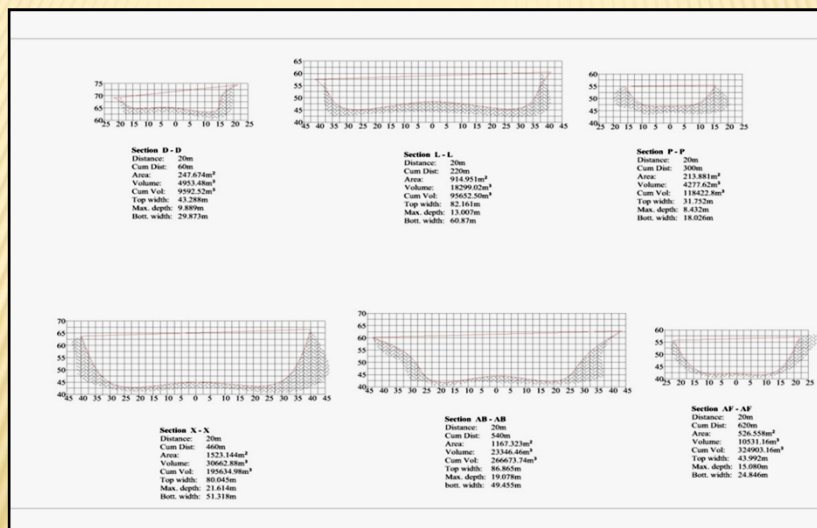 75
70
65
60
25 20 15 10 5 0 5 10 15 20 25
Section D - D
Distance: 20m
Cum Dist: 60m
Area: 247.674m²
Volume: 4953.48m³
Cum Vol: 9592.52m³
Top width: 43.288m
Max. depth: 9.889m
Bott. width: 29.873m
65
60
55
50
45
40
45 40 35 30 25 20 15 10 5 0 5 10 15 20 25 30 35 40 45
Section L - L
Distance: 20m
Cum Dist: 220m
Area: 914.951m²
Volume: 18299.02m³
Cum Vol: 95652.50m³
Top width: 82.161m
Max. depth: 13.007m
Bott. width: 60.87m
60
55
50
45
40
25 20 15 10 5 0 5 10 15 20 25
Section P - P
Distance: 20m
Cum Dist: 300m
Area: 213.881m²
Volume: 4277.62m³
Cum Vol: 118422.8m³
Top width: 31.752m
Max. depth: 8.432m
Bott. width: 18.026m
70
65
60
55
50
45
40
45 40 35 30 25 20 15 10 5 0 5 10 15 20 25 30 35 40 45
Section X - X
Distance: 20m
Cum Dist: 460m
Area: 1523.144m²
Volume: 30662.88m³
Cum Vol: 195634.98m³
Top width: 80.045m
Max. depth: 21.614m
Bott. width: 51.318m
70
65
60
55
50
45
40
45 40 35 30 25 20 15 10 5 0 5 10 15 20 25 30 35 40 45
Section AB - AB
Distance: 20m
Cum Dist: 540m
Area: 1167.323m²
Volume: 23346.46m³
Cum Vol: 266673.74m³
Top width: 86.865m
Max. depth: 19.078m
bott. width: 49.455m
60
55
50
45
40
25 20 15 10 5 0 5 10 15 20 25
Section AF - AF
Distance: 20m
Cum Dist: 620m
Area: 526.558m²
Volume: 10531.16m³
Cum Vol: 324903.16m³
Top width: 43.992m
Max. depth: 15.080m
Bott. width: 24.846m